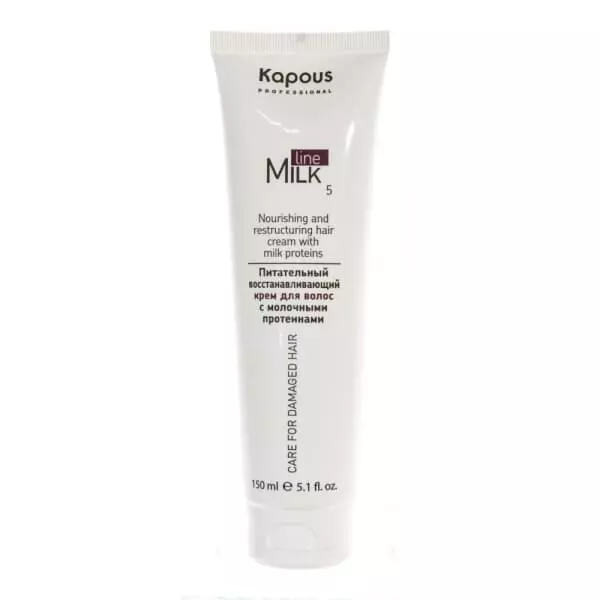 Kapous
PROFESSIONAL
line
MILK
5
Nourishing and
restructuring hair
cream with
milk proteins
Питательный
восстанавливающий
крем для волос
с молочными
протеинами
CARE FOR DAMAGED HAIR
150 ml ℮ 5.1 fl. oz.